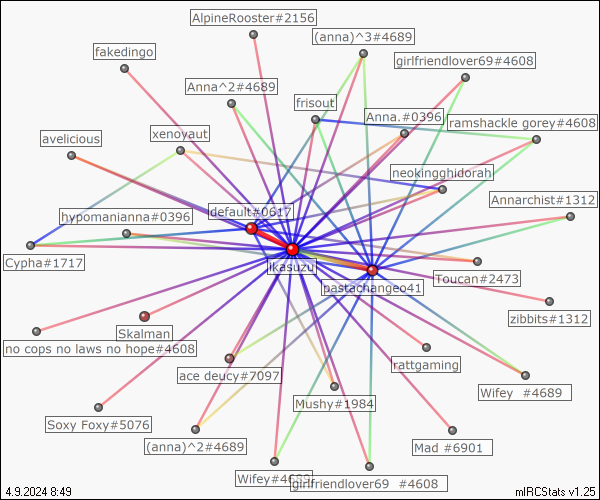 AlpineRooster#2156
(anna)^3#4689
fakedingo
girlfriendlover69#4608
Anna^2#4689
frisout
Anna.#0396
ramshackle gorey#4608
avelicious
xenoyaut
neokingghidorah
Annarchist#1312
hypomanianna#0396
default#0617
Cypha#1717
ikasuzu
pastachangeo41
Toucan#2473
zibbits#1312
Skalman
no cops no laws no hope#4608
rattgaming
ace deucy#7097
Wifey #4689
Mushy#1984
Soxy Foxy#5076
(anna)^2#4689
Mad #6901
Wifey#4689
girlfriendlover69 #4608
4.9.2024 8:49
mIRCStats v1.25